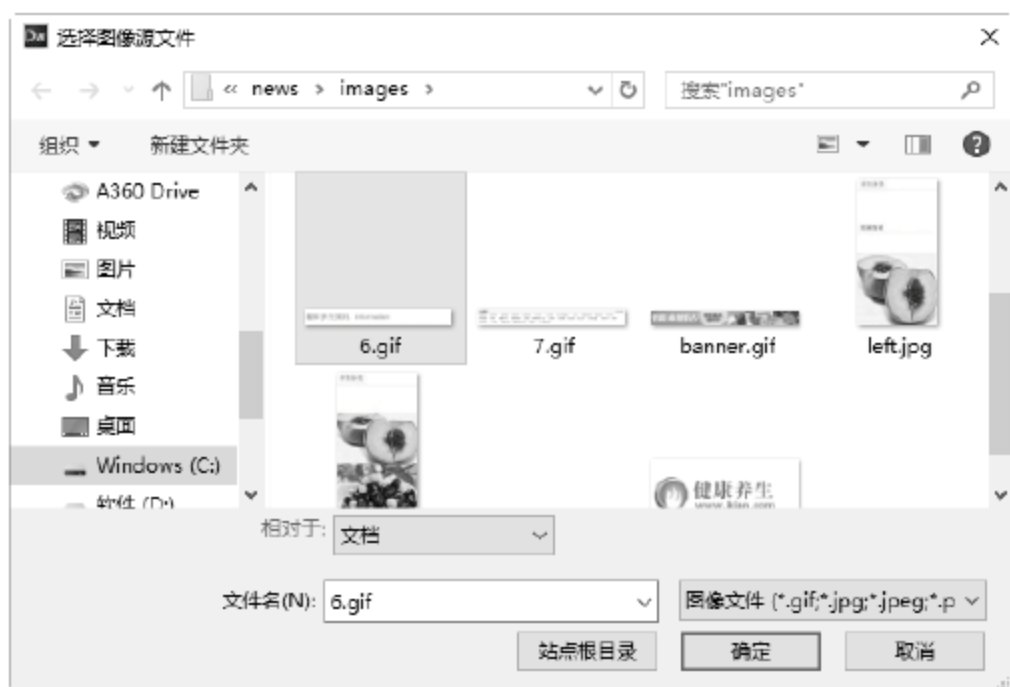 Dw 选择图像源文件
« news > images >
搜索"images"
组织 新建文件夹
A360 Drive
视频
图片
文档
下载
音乐
桌面
Windows (C:)
软件 (D:)
6.gif
7.gif
banner.gif
left.jpg
健康养生
相对于: 文档
文件名(N): 6.gif
图像文件 (*.gif;*.jpg;*.jpeg;*.p
站点根目录 确定 取消